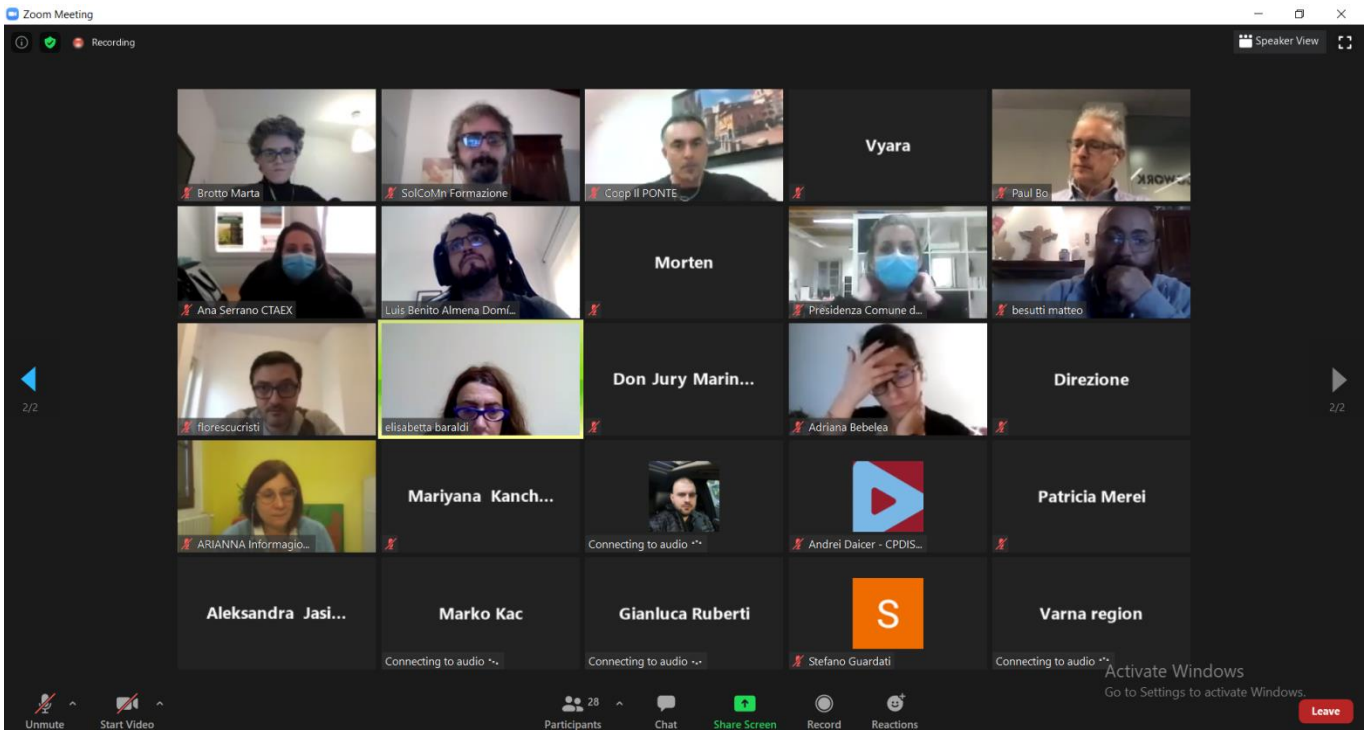 Zoom Meeting
Recording
Speaker View
Brotto Marta
SolCoMn Formazione
Coop Il PONTE
Vyara
Paul Bo
Ana Serrano CTAEX
Luis Benito Almena Domí...
Morten
Presidenza Comune d...
besutti matteo
florescucristi
elisabetta baraldi
Don Jury Marin...
Adriana Bebelea
Direzione
2/2
2/2
ARIANNA Informagio...
Mariyana Kanch...
Connecting to audio
Andrei Daicer - CPDIS...
Patricia Merei
Aleksandra Jasi...
Marko Kac
Connecting to audio
Gianluca Ruberti
Connecting to audio
S
Stefano Guardati
Varna region
Connecting to audio
Activate Windows
Go to Settings to activate Windows.
Unmute
Start Video
28
Participants
Chat
Share Screen
Record
Reactions
Leave